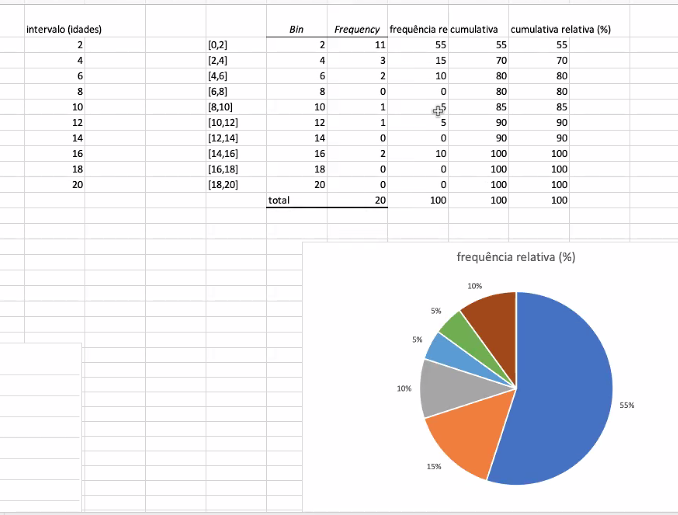 intervalo (idades) Bin Frequency frequência re cumulativa cumulativa relativa (%)
2 [0,2] 2 11 55 55 55
4 [2,4] 4 3 15 70 70
6 [4,6] 6 2 10 80 80
8 [6,8] 8 0 0 80 80
10 [8,10] 10 1 5 85 85
12 [10,12] 12 1 5 90 90
14 [12,14] 14 0 0 90 90
16 [14,16] 16 2 10 100 100
18 [16,18] 18 0 0 100 100
20 [18,20] 20 0 0 100 100
total 20 100 100 100
frequência relativa (%)
10%
5%
5%
10%
55%
15%